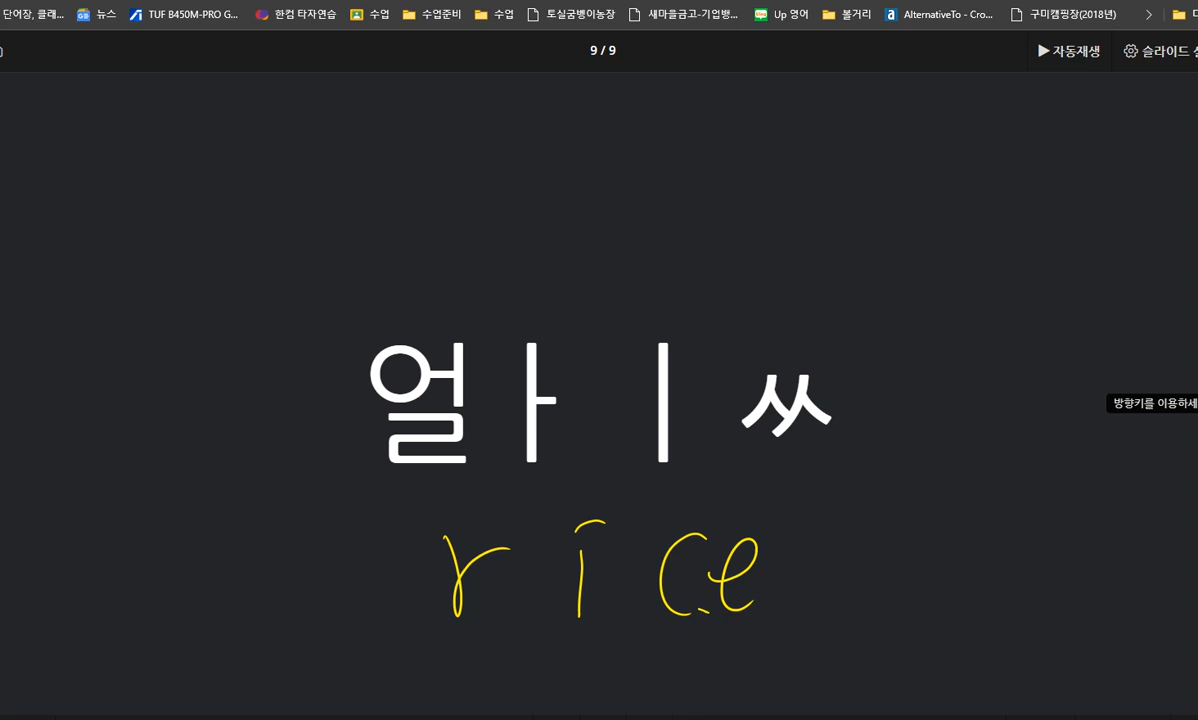 단어장, 클래... 뉴스 TUF B450M-PRO G... 한컴 타자연습 수업 수업준비 수업 토실굼벵이농장 새마을금고-기업뱅... Up 영어 볼거리 AlternativeTo - Cro... 구미캠핑장(2018년)
9 / 9
자동재생 슬라이드
방향키를 이용하세
얼 ㅏ ㅣ ㅆ
rice